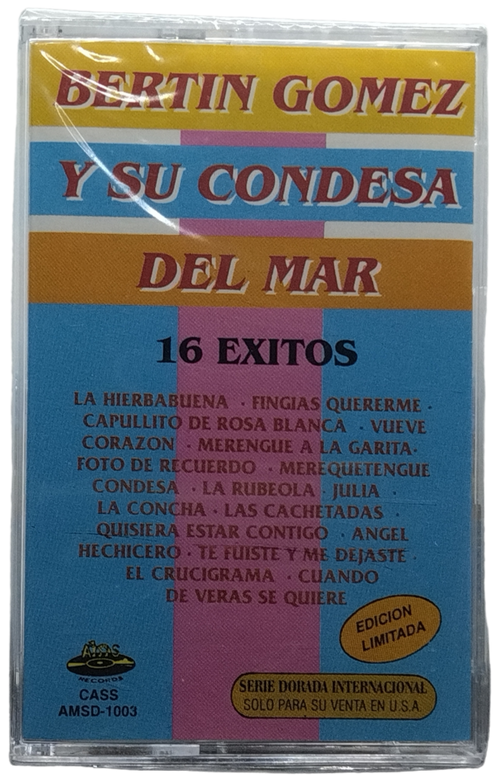 BERTIN GOMEZ
Y SU CONDESA
DEL MAR
16 EXITOS
LA HIERBABUENA · FINGIAS QUERERME ·
CAPULLITO DE ROSA BLANCA · VUEVE
CORAZON · MERENGUE A LA GARITA ·
FOTO DE RECUERDO · MEREQUETENGUE
CONDESA · LA RUBEOLA · JULIA ·
LA CONCHA · LAS CACHETADAS ·
QUISIERA ESTAR CONTIGO · ANGEL
HECHICERO · TE FUISTE Y ME DEJASTE ·
EL CRUCIGRAMA · CUANDO
DE VERAS SE QUIERE
EDICION
LIMITADA
RECORDS
CASS
AMSD-1003
SERIE DORADA INTERNACIONAL
SOLO PARA SU VENTA EN U.S.A.